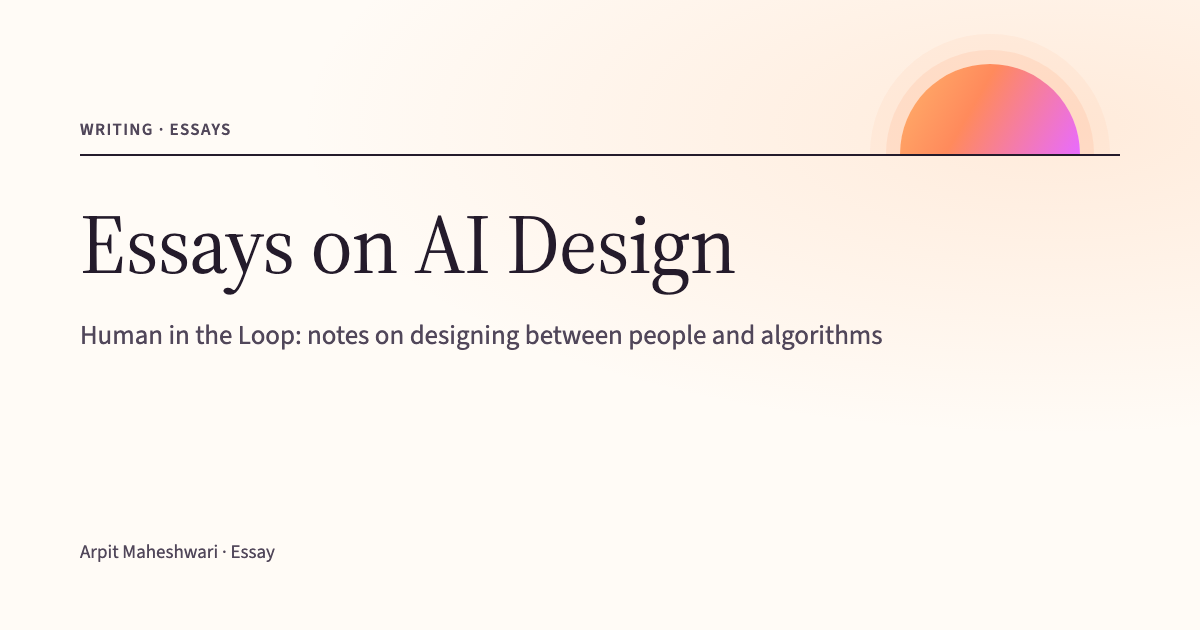 WRITING · ESSAYS
Essays on AI Design
Human in the Loop: notes on designing between people and algorithms
Arpit Maheshwari · Essay